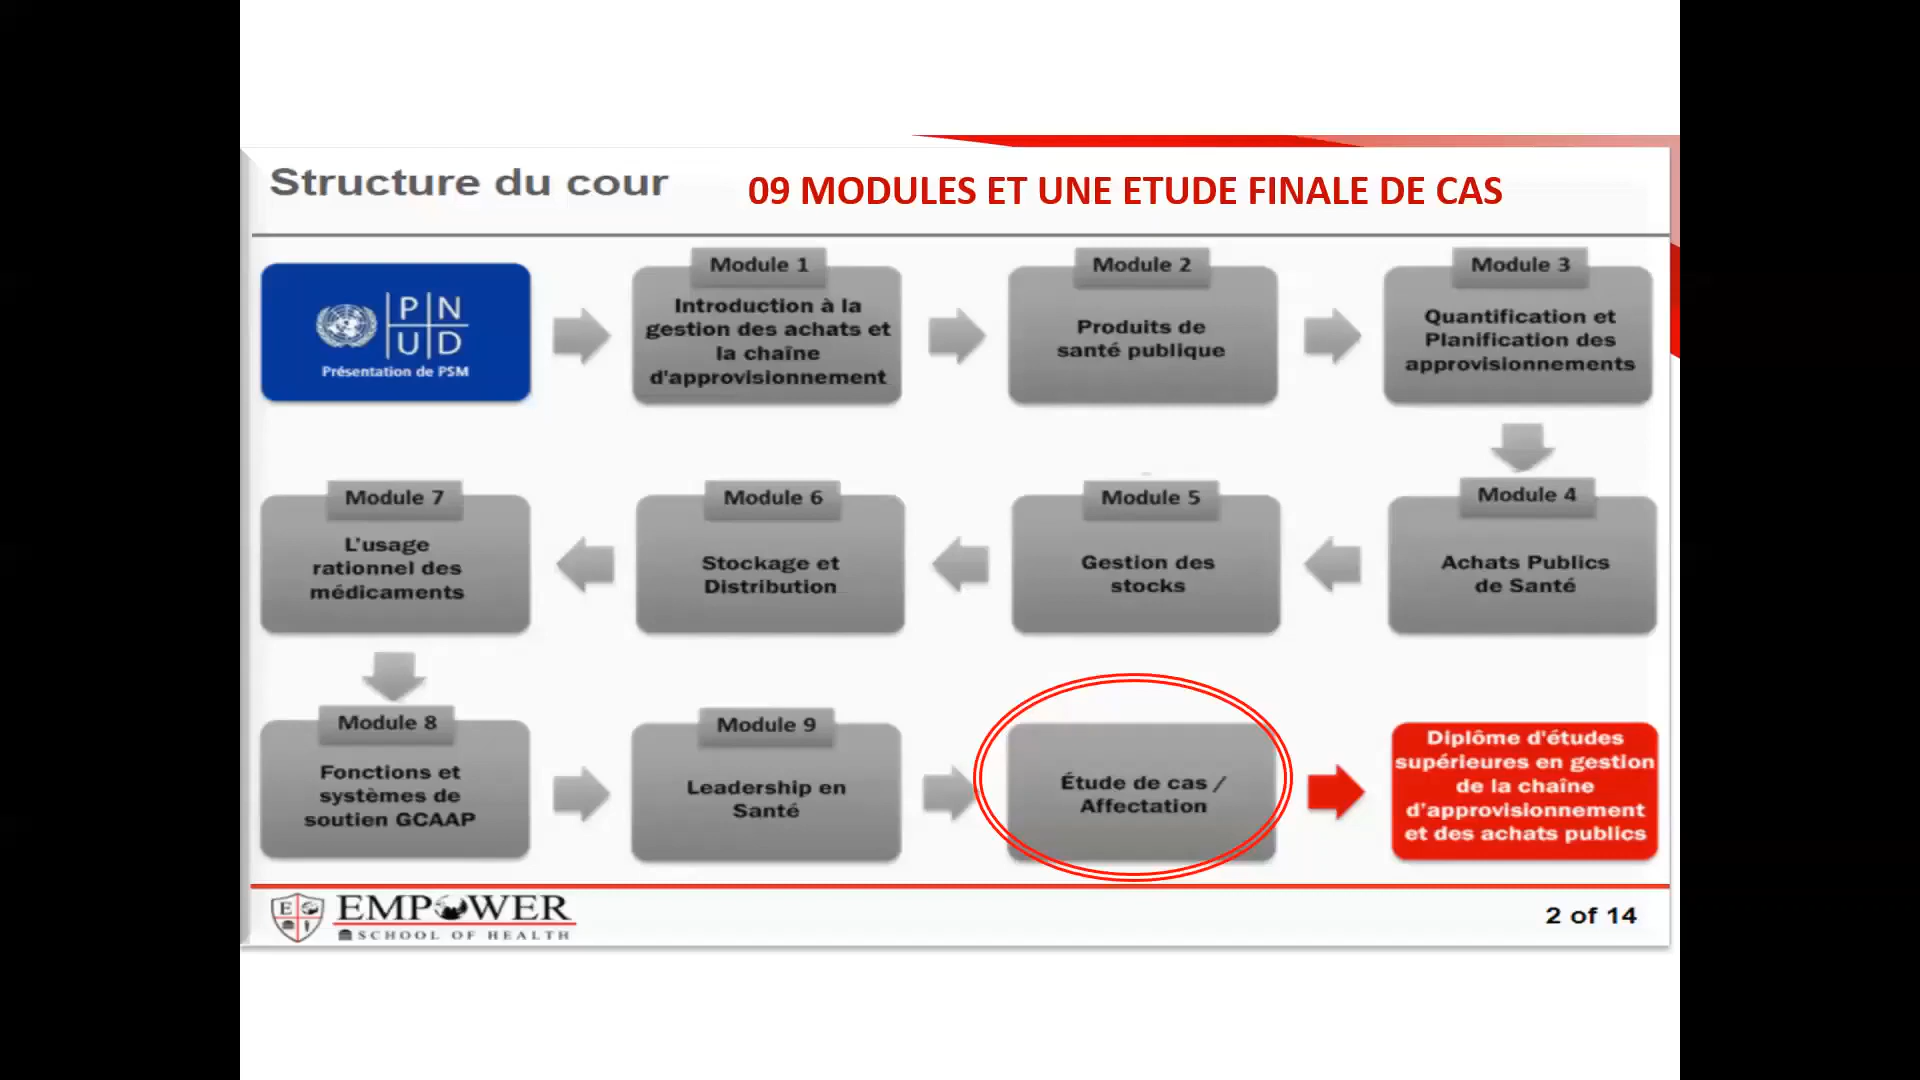 Structure du cour
09 MODULES ET UNE ETUDE FINALE DE CAS
P N
U D
Présentation de PSM
Module 1
Introduction à la
gestion des achats et
la chaîne
d'approvisionnement
Module 2
Produits de
santé publique
Module 3
Quantification et
Planification des
approvisionnements
Module 4
Achats Publics
de Santé
Module 5
Gestion des
stocks
Module 6
Stockage et
Distribution
Module 7
L'usage
rationnel des
médicaments
Module 8
Fonctions et
systèmes de
soutien GCAAP
Module 9
Leadership en
Santé
Étude de cas /
Affectation
Diplôme d'études
supérieures en gestion
de la chaîne
d'approvisionnement
et des achats publics
E
EMPOWER
SCHOOL OF HEALTH
2 of 14